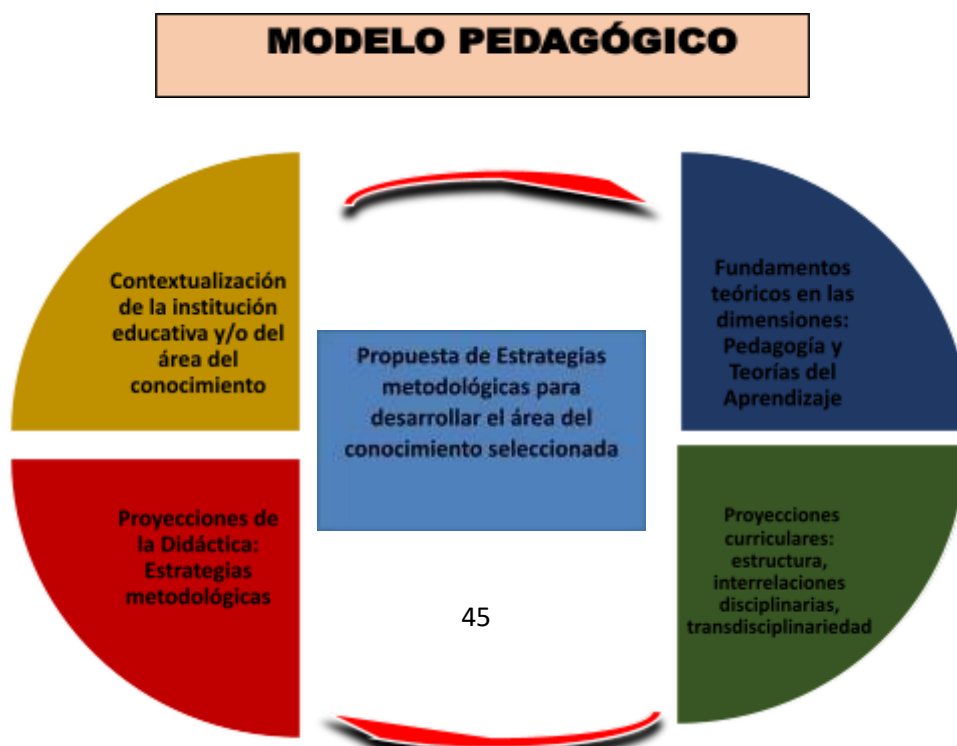 MODELO PEDAGÓGICO
Contextualización
de la institución
educativa y/o del
área del
conocimiento
Fundamentos
teóricos en las
dimensiones:
Pedagogía y
Teorías del
Aprendizaje
Propuesta de Estrategias
metodológicas para
desarrollar el área del
conocimiento seleccionada
Proyecciones de
la Didáctica:
Estrategias
metodológicas
Proyecciones
curriculares:
estructura,
interrelaciones
disciplinarias,
transdisciplinariedad
45